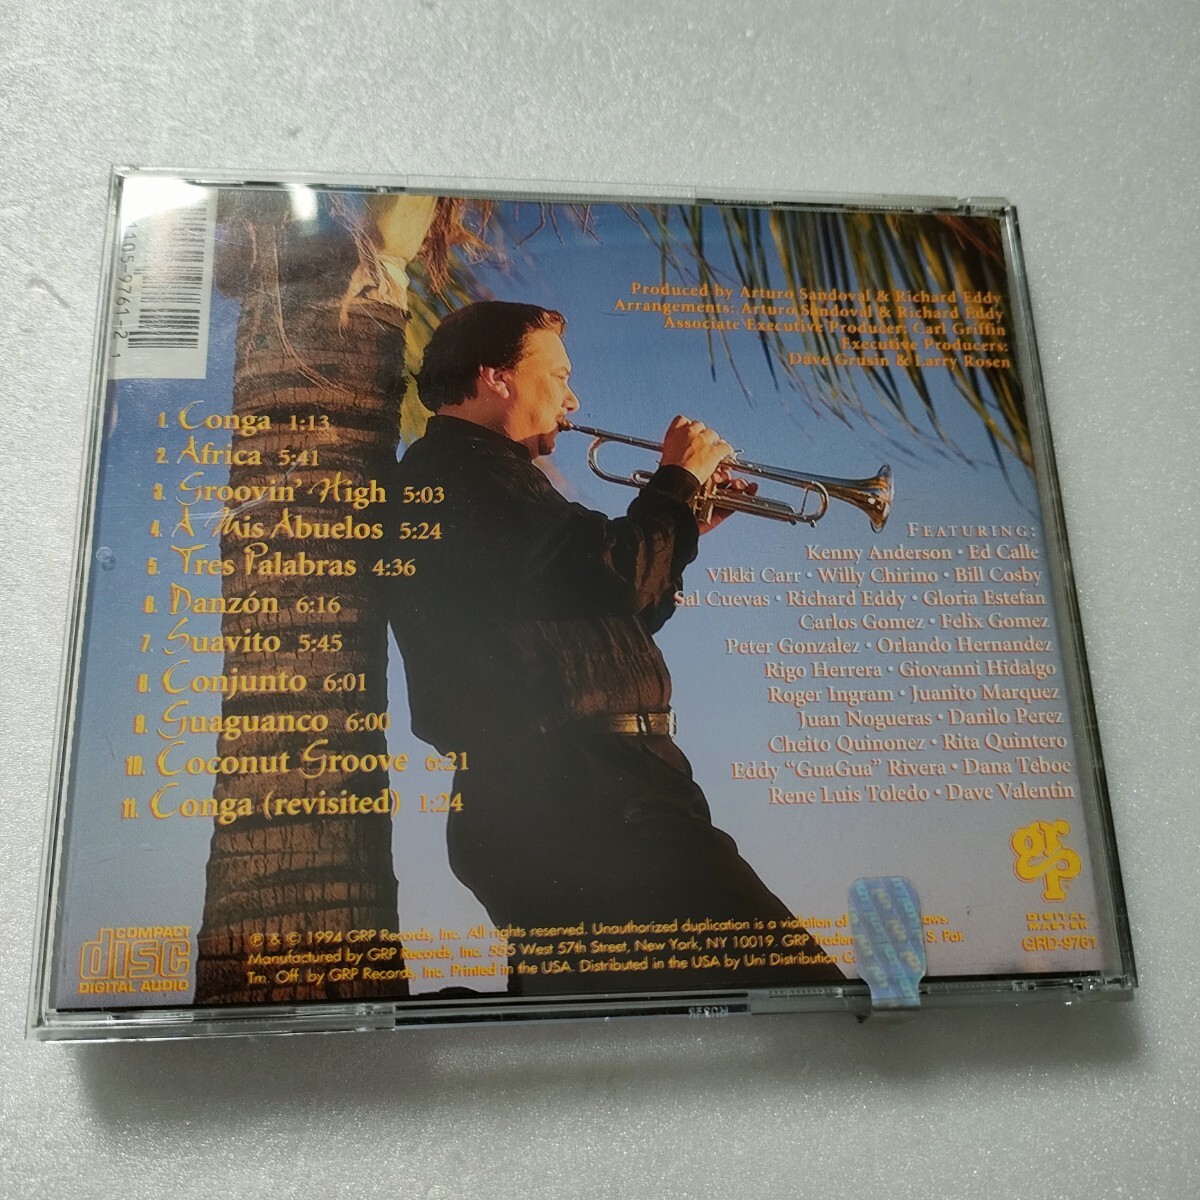 1105-9761-2 1
Produced by Arturo Sandoval & Richard Eddy
Arrangements: Arturo Sandoval & Richard Eddy
Associate Executive Producer: Carl Griffin
Executive Producers:
Dave Grusin & Larry Rosen
1. Conga 1:13
2. Africa 5:41
3. Groovin' High 5:03
4. A Mis Abuelos 5:24
5. Tres Palabras 4:36
6. Danzón 6:16
7. Suavito 5:45
8. Conjunto 6:01
9. Guaguanco 6:00
10. Coconut Groove 6:21
11. Conga (revisited) 1:24
FEATURING:
Kenny Anderson • Ed Calle
Vikki Carr • Willy Chirino • Bill Cosby
Sal Cuevas • Richard Eddy • Gloria Estefan
Carlos Gomez • Felix Gomez
Peter Gonzalez • Orlando Hernandez
Rigo Herrera • Giovanni Hidalgo
Roger Ingram • Juanito Marquez
Juan Nogueras • Danilo Perez
Cheito Quinonez • Rita Quintero
Eddy "GuaGua" Rivera • Dana Teboe
Rene Luis Toledo • Dave Valentin
grp
DIGITAL
MASTER
GRD-9761
COMPACT
disc
DIGITAL AUDIO
℗ & © 1994 GRP Records, Inc. All rights reserved. Unauthorized duplication is a violation of laws.
Manufactured by GRP Records, Inc. 555 West 57th Street, New York, NY 10019. GRP S. Pat.
Tm. Off. by GRP Records, Inc. Printed in the USA. Distributed in the USA by Uni Distribution